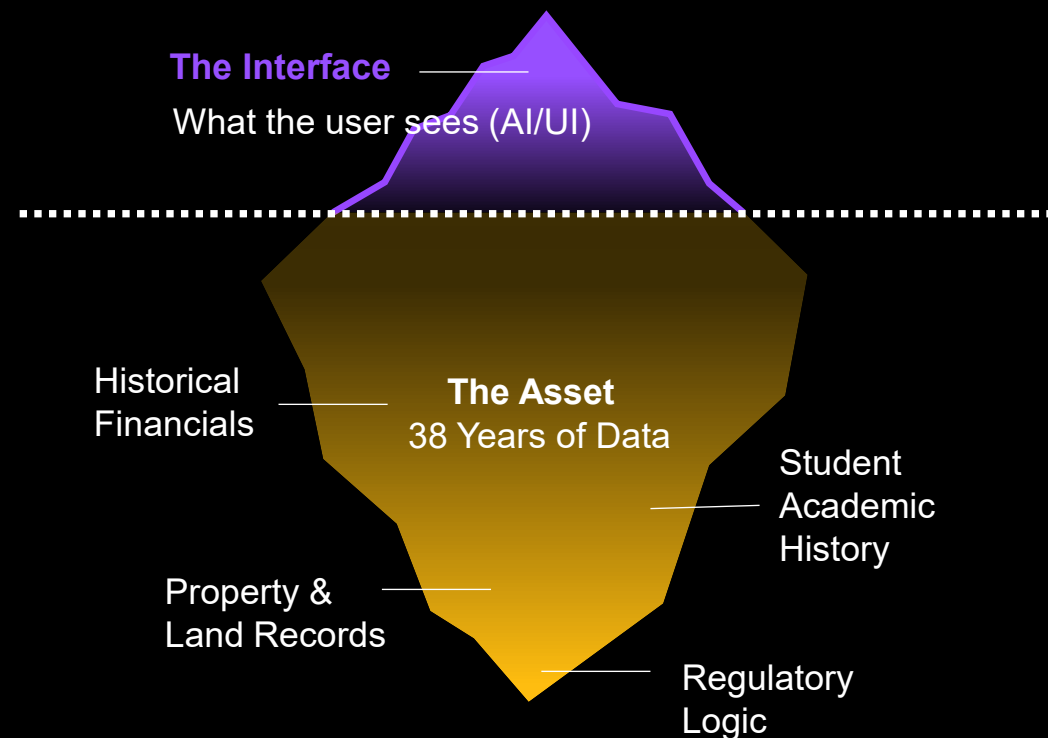 The Interface
What the user sees (AI/UI)
Historical
Financials
The Asset
38 Years of Data
Student
Academic
History
Property &
Land Records
Regulatory
Logic